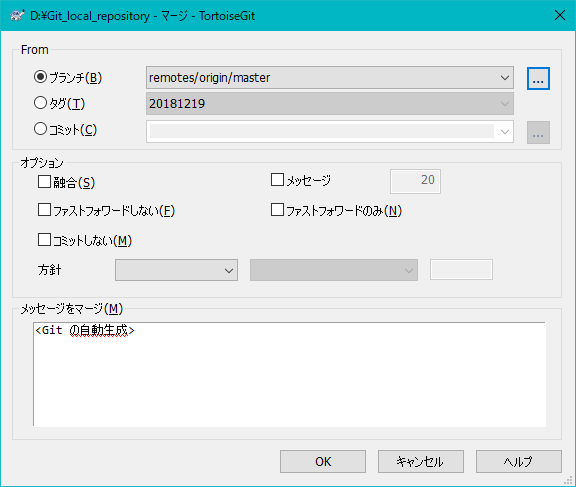 D:¥Git_local_repository - マージ - TortoiseGit
From
ブランチ(B)
remotes/origin/master
...
タグ(T)
20181219
コミット(C)
...
オプション
融合(S)
メッセージ
20
ファストフォワードしない(F)
ファストフォワードのみ(N)
コミットしない(M)
方針
メッセージをマージ(M)
<Git の自動生成>
OK
キャンセル
ヘルプ